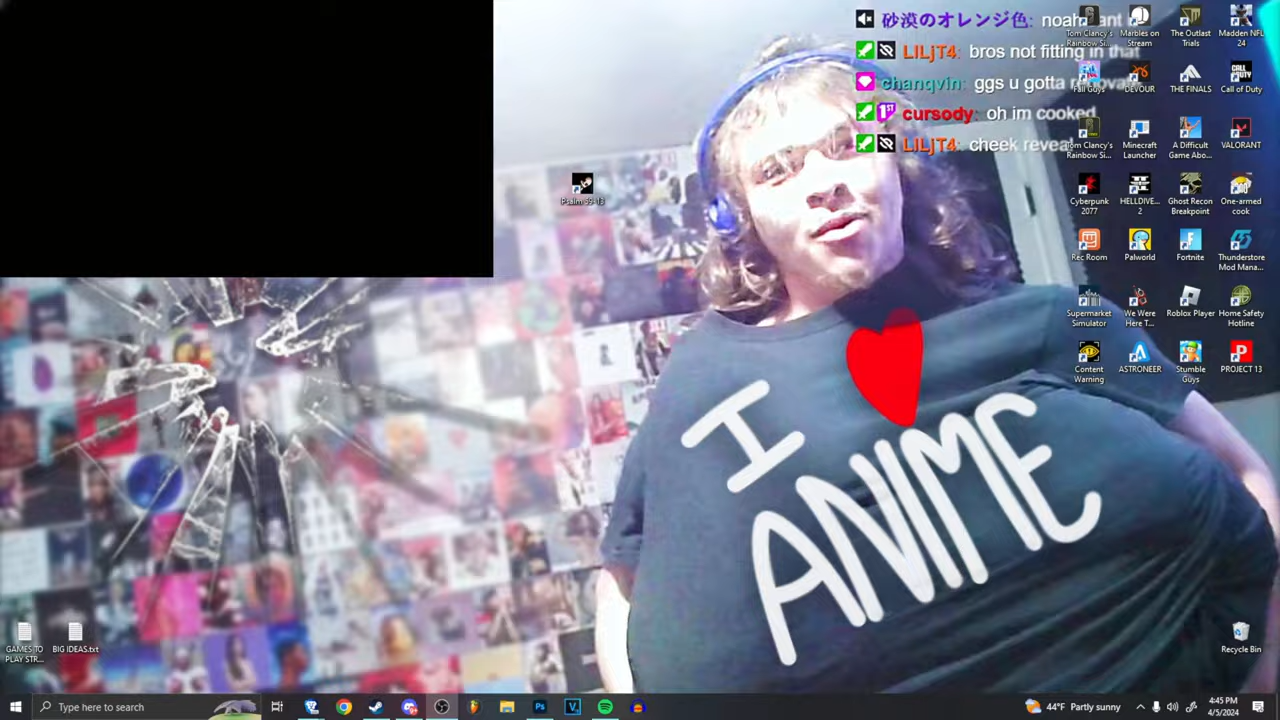 砂漠のオレンジ色: noah
LILjT4: bros not fitting in that
chanqvin: ggs u gotta renovate
cursody: oh im cooked
LILjT4: cheek reveal
Tom Clancy's Rainbow Si...
Marbles on Stream
The Outlast Trials
Madden NFL 24
Fall Guys
DEVOUR
THE FINALS
Call of Duty
Tom Clancy's Rainbow Si...
Minecraft Launcher
A Difficult Game Abo...
VALORANT
Psalm 39-13
Cyberpunk 2077
HELLDIVE... 2
Ghost Recon Breakpoint
One-armed cook
Rec Room
Palworld
Fortnite
Thunderstore Mod Mana...
Supermarket Simulator
We Were Here T...
Roblox Player
Home Safety Hotline
Content Warning
ASTRONEER
Stumble Guys
PROJECT 13
I
ANIME
GAMES TO PLAY STR...
BIG IDEAS.txt
Recycle Bin
Type here to search
44°F Partly sunny
4:45 PM
4/5/2024